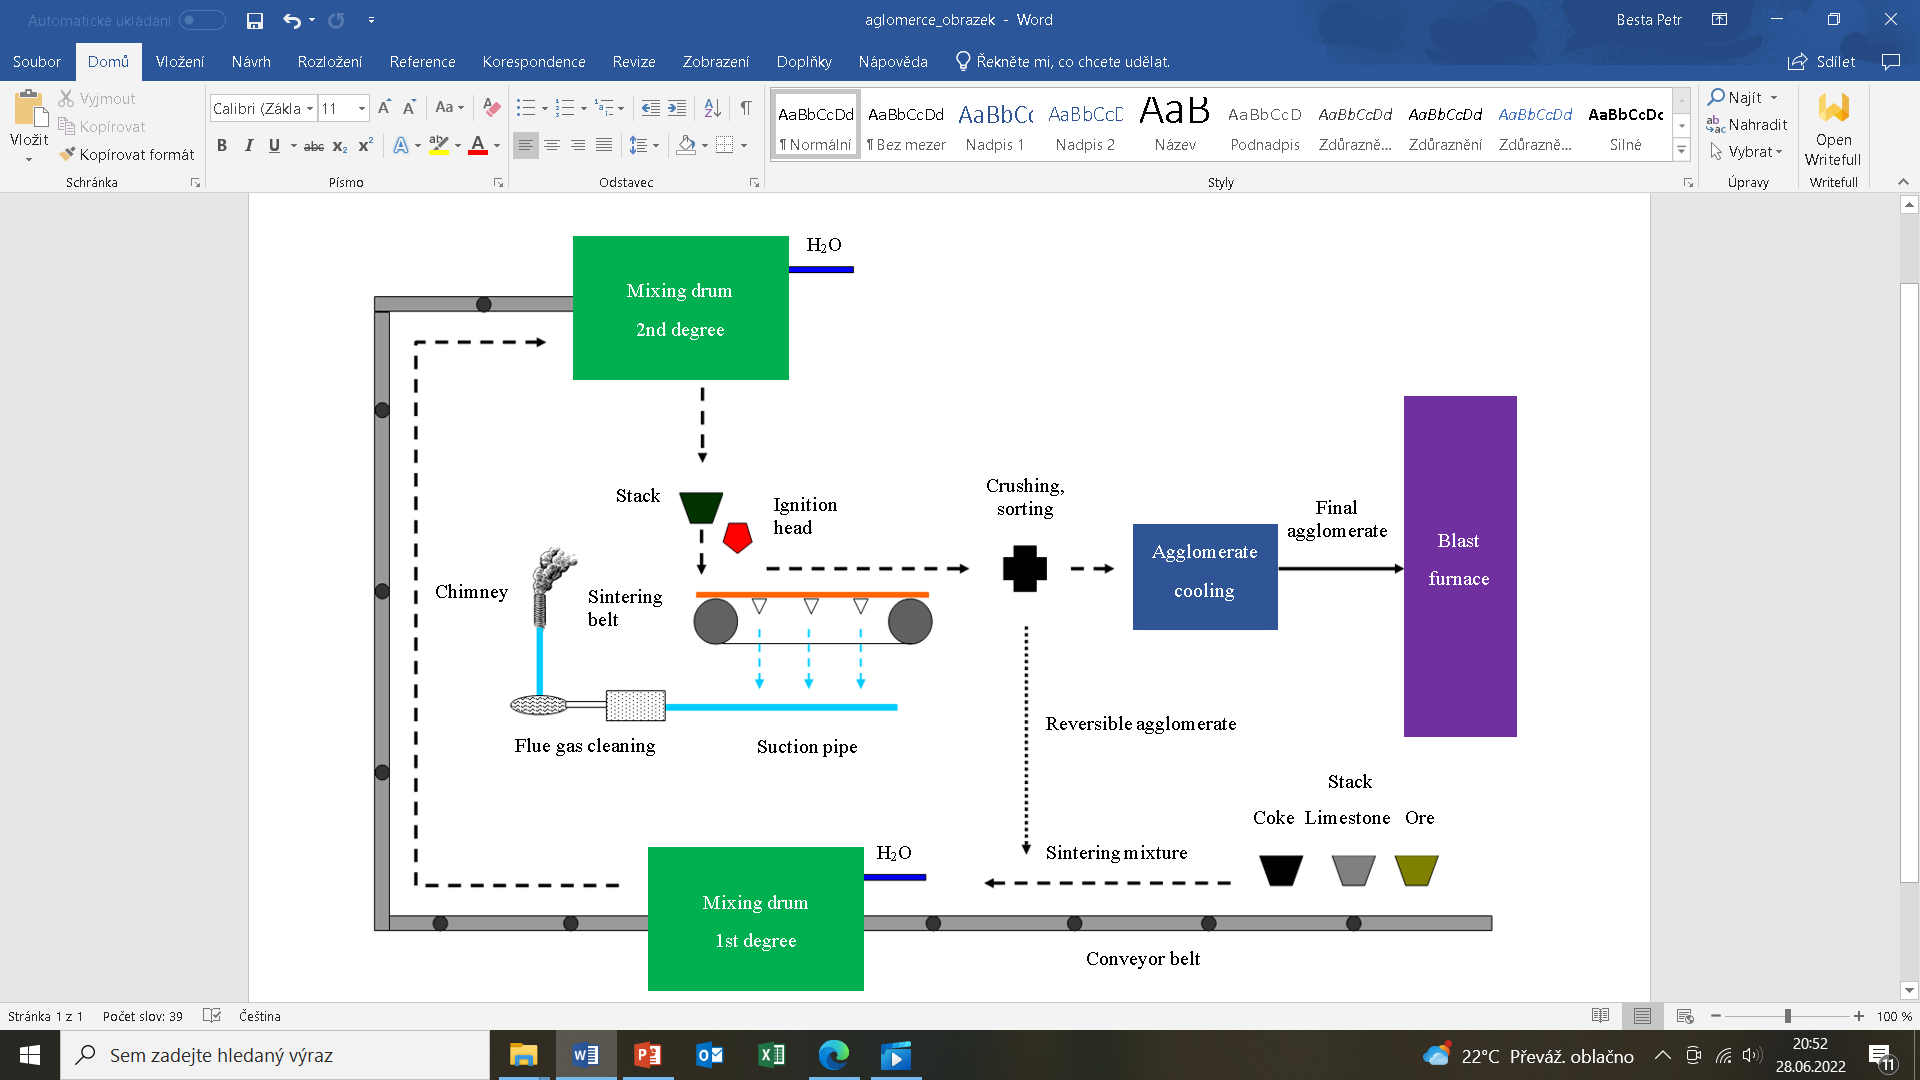 Automatické ukládání
aglomerce_obrazek - Word
Besta Petr
Soubor
Domů
Vložení
Návrh
Rozložení
Reference
Korespondence
Revize
Zobrazení
Doplňky
Nápověda
Řekněte mi, co chcete udělat.
Sdílet
Vložit
Vyjmout
Kopírovat
Kopírovat formát
Schránka
Calibri (Zákla
11
Písmo
Odstavec
AaBbCcDd
¶ Normální
AaBbCcDd
¶ Bez mezer
AaBbCc
Nadpis 1
AaBbCcD
Nadpis 2
AaB
Název
AaBbCcD
Podnadpis
AaBbCcDd
Zdůrazně...
AaBbCcDd
Zdůraznění
AaBbCcDd
Zdůrazně...
AaBbCcDc
Silné
Styly
Najít
Nahradit
Vybrat
Úpravy
Open
Writefull
Writefull
H₂O
Mixing drum
2nd degree
Stack
Ignition
head
Crushing,
sorting
Final
agglomerate
Agglomerate
cooling
Blast
furnace
Chimney
Sintering
belt
Flue gas cleaning
Suction pipe
Reversible agglomerate
Stack
Coke Limestone Ore
H₂O
Sintering mixture
Mixing drum
1st degree
Conveyor belt
Stránka 1 z 1
Počet slov: 39
Čeština
100 %
Sem zadejte hledaný výraz
22°C Převáž. oblačno
20:52
28.06.2022
11